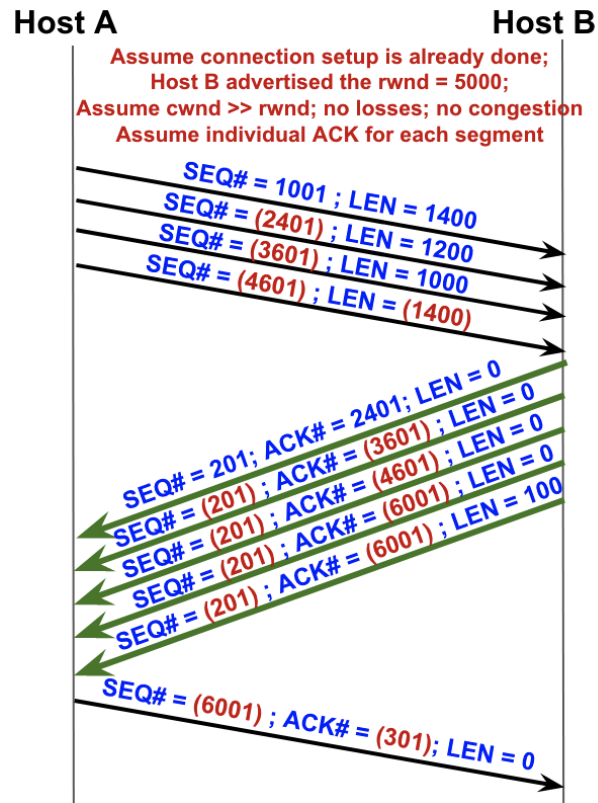 Host A
Host B
Assume connection setup is already done;
Host B advertised the rwnd = 5000;
Assume cwnd >> rwnd; no losses; no congestion
Assume individual ACK for each segment
SEQ# = 1001 ; LEN = 1400
SEQ# = (2401) ; LEN = 1200
SEQ# = (3601) ; LEN = 1000
SEQ# = (4601) ; LEN = (1400)
SEQ# = 201; ACK# = 2401; LEN = 0
SEQ# = (201) ; ACK# = (3601) ; LEN = 0
SEQ# = (201) ; ACK# = (4601) ; LEN = 0
SEQ# = (201) ; ACK# = (6001) ; LEN = 0
SEQ# = (201) ; ACK# = (6001) ; LEN = 100
SEQ# = (6001) ; ACK# = (301); LEN = 0